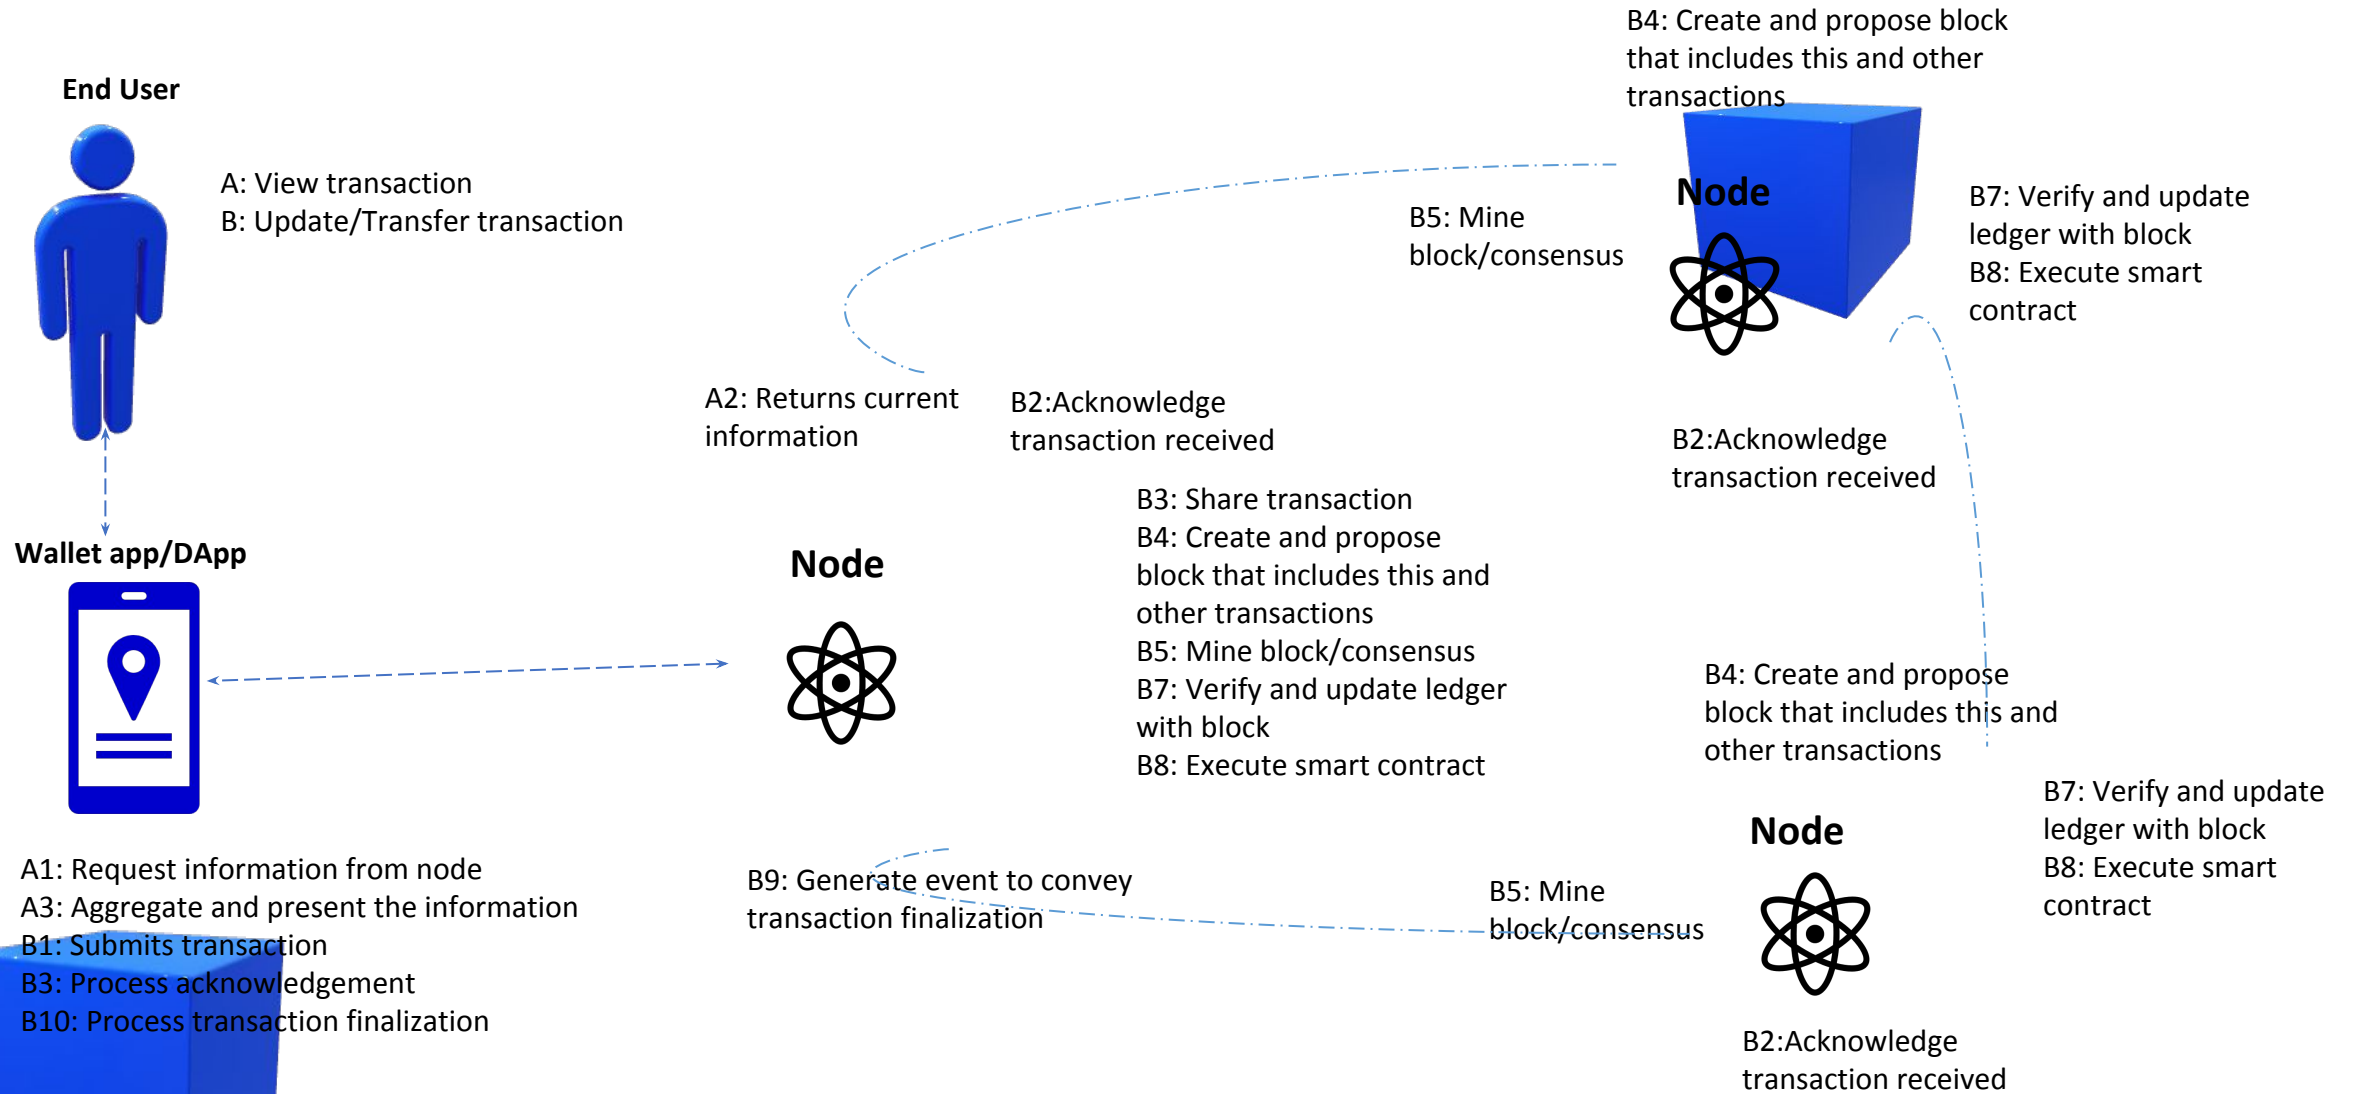 End User
A: View transaction
B: Update/Transfer transaction
Wallet app/DApp
A1: Request information from node
A3: Aggregate and present the information
B1: Submits transaction
B3: Process acknowledgement
B10: Process transaction finalization
A2: Returns current
information
B2:Acknowledge
transaction received
Node
B3: Share transaction
B4: Create and propose
block that includes this and
other transactions
B5: Mine block/consensus
B7: Verify and update ledger
with block
B8: Execute smart contract
B9: Generate event to convey
transaction finalization
B4: Create and propose block
that includes this and other
transactions
Node
B5: Mine
block/consensus
B7: Verify and update
ledger with block
B8: Execute smart
contract
B2:Acknowledge
transaction received
B4: Create and propose
block that includes this and
other transactions
Node
B5: Mine
block/consensus
B7: Verify and update
ledger with block
B8: Execute smart
contract
B2:Acknowledge
transaction received